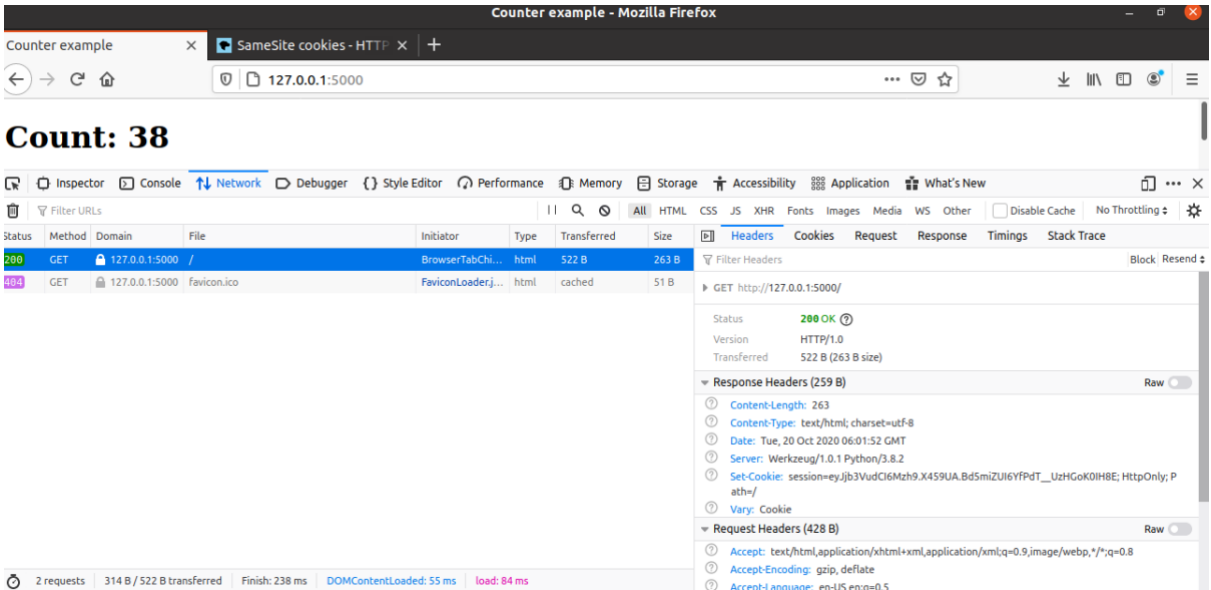 Counter example - Mozilla Firefox
Counter example
SameSite cookies - HTTP
127.0.0.1:5000
Count: 38
Inspector Console Network Debugger {} Style Editor Performance Memory Storage Accessibility Application What's New
Filter URLs All HTML CSS JS XHR Fonts Images Media WS Other Disable Cache No Throttling
Status Method Domain File Initiator Type Transferred Size
200 GET 127.0.0.1:5000 / BrowserTabChi... html 522 B 263 B
404 GET 127.0.0.1:5000 favicon.ico FaviconLoader.j... html cached 51 B
Headers Cookies Request Response Timings Stack Trace
Filter Headers Block Resend
GET http://127.0.0.1:5000/
Status 200 OK
Version HTTP/1.0
Transferred 522 B (263 B size)
Response Headers (259 B) Raw
Content-Length: 263
Content-Type: text/html; charset=utf-8
Date: Tue, 20 Oct 2020 06:01:52 GMT
Server: Werkzeug/1.0.1 Python/3.8.2
Set-Cookie: HttpOnly; P
ath=/
Vary: Cookie
Request Headers (428 B) Raw
Accept: text/html,application/xhtml+xml,application/xml;q=0.9,image/webp,*/*;q=0.8
Accept-Encoding: gzip, deflate
Accept-Language: en-US,en;q=0.5
2 requests 314 B / 522 B transferred Finish: 238 ms DOMContentLoaded: 55 ms load: 84 ms